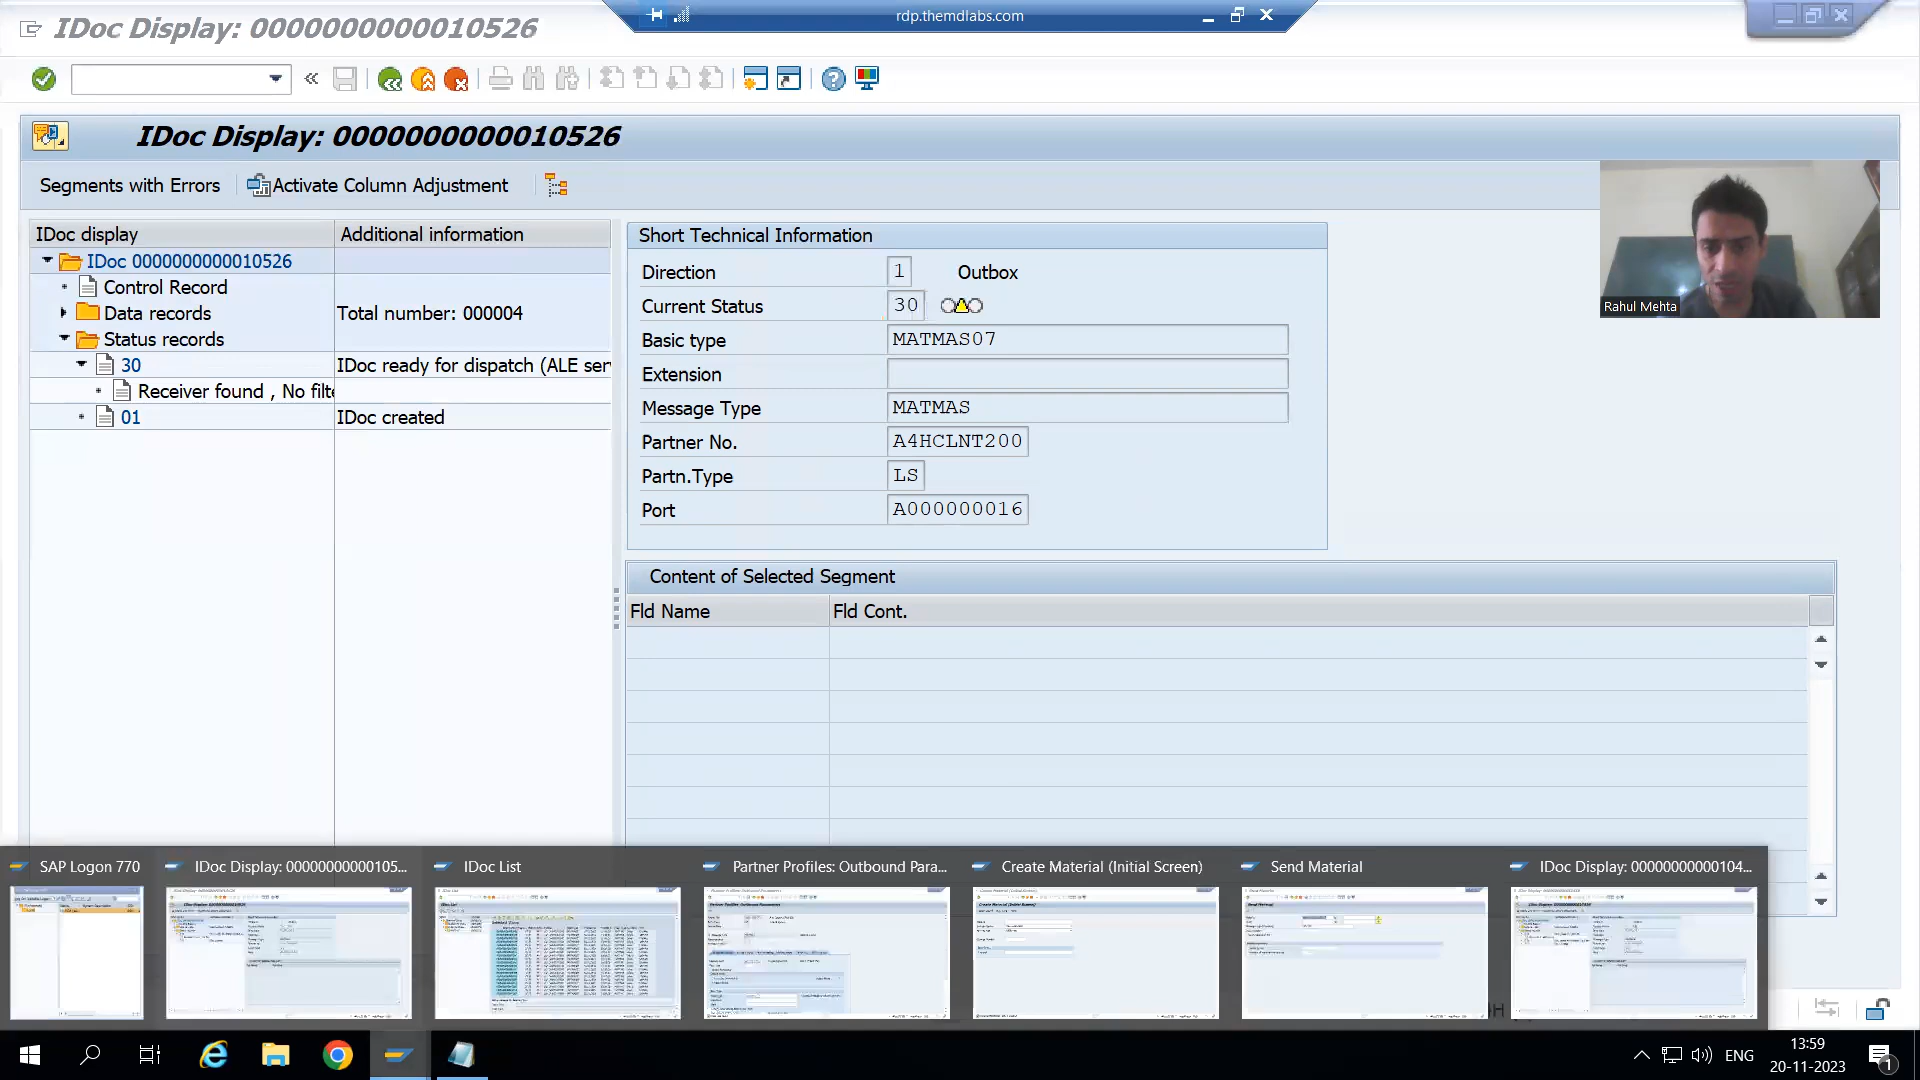 IDoc Display: 0000000000010526
rdp.themdlabs.com
IDoc Display: 0000000000010526
Segments with Errors
Activate Column Adjustment
IDoc display
Additional information
IDoc 0000000000010526
Control Record
Data records
Total number: 000004
Status records
30
IDoc ready for dispatch (ALE ser
Receiver found , No filt
01
IDoc created
Short Technical Information
Direction
1
Outbox
Current Status
30
Basic type
MATMAS07
Extension
Message Type
MATMAS
Partner No.
A4HCLNT200
Partn.Type
LS
Port
A000000016
Rahul Mehta
Content of Selected Segment
Fld Name
Fld Cont.
SAP Logon 770
IDoc Display: 00000000000105...
IDoc List
Partner Profiles: Outbound Para...
Create Material (Initial Screen)
Send Material
IDoc Display: 00000000000104...
ENG
13:59
20-11-2023
1